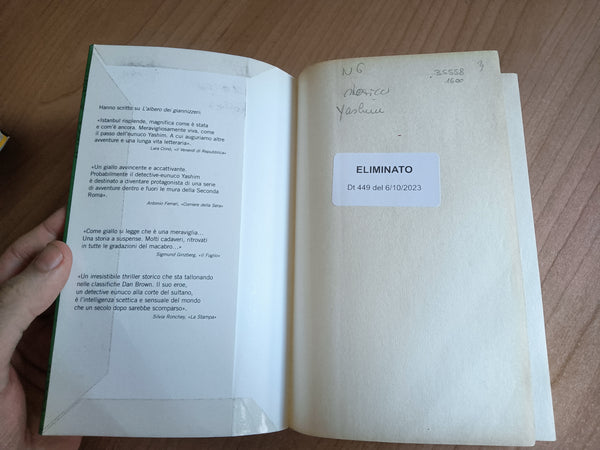 Hanno scritto su L'albero dei giannizzeri:
«Istanbul risplende, magnifica come è stata
e com'è ancora. Meravigliosamente viva, come
il passo dell'eunuco Yashim. A cui auguriamo altre
avventure e una lunga vita letteraria».
Lara Crinò, «Il Venerdì di Repubblica»
«Un giallo avvincente e accattivante.
Probabilmente il detective-eunuco Yashim
è destinato a diventare protagonista di una serie
di avventure dentro e fuori le mura della Seconda
Roma».
Antonio Ferrari, «Corriere della Sera»
«Come giallo si legge che è una meraviglia...
Una storia a suspense. Molti cadaveri, ritrovati
in tutte le gradazioni del macabro...»
Sigmund Ginzberg, «Il Foglio»
«Un irresistibile thriller storico che sta tallonando
nelle classifiche Dan Brown. Il suo eroe,
un detective eunuco alla corte del sultano,
è l'intelligenza scettica e sensuale del mondo
che un secolo dopo sarebbe scomparso».
Silvia Ronchey, «La Stampa»
NG
35558
3
1600
Yashim
ELIMINATO
Dt 449 del 6/10/2023